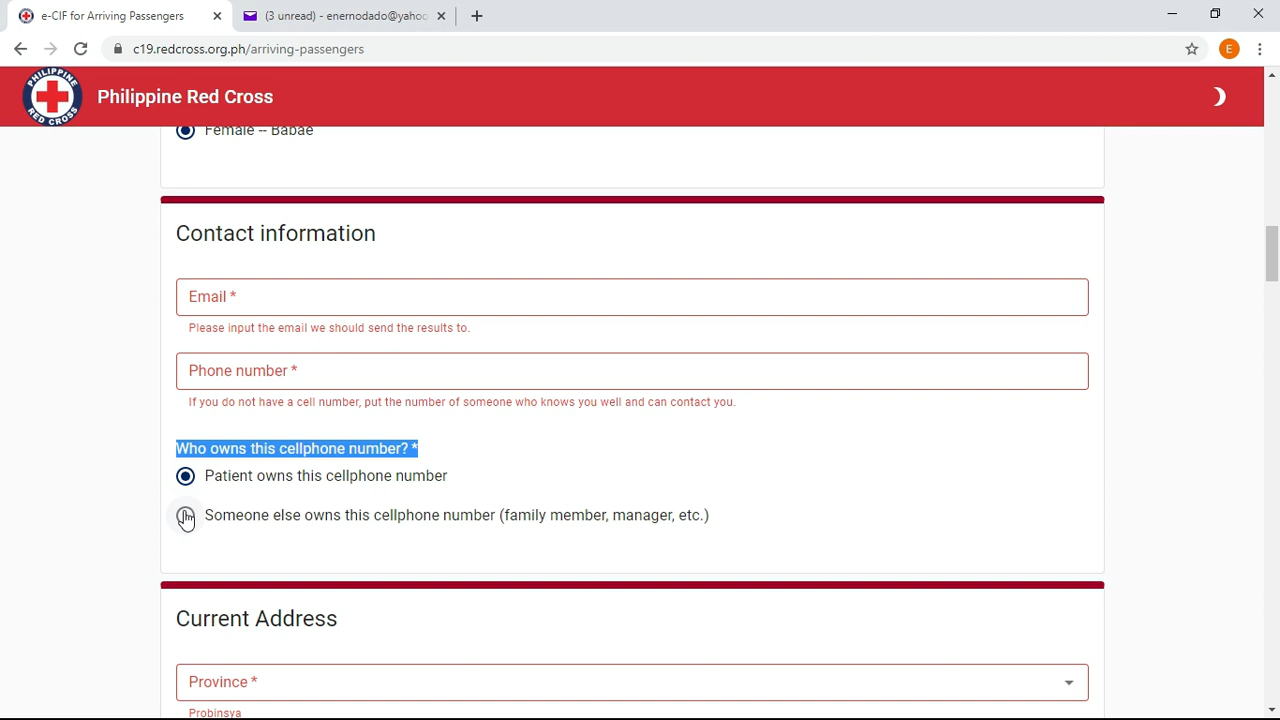 e-CIF for Arriving Passengers
(3 unread) - enernodado@yahoo
c19.redcross.org.ph/arriving-passengers
E
PHILIPPINE RED CROSS
Philippine Red Cross
Female -- Babae
Contact information
Email *
Please input the email we should send the results to.
Phone number *
If you do not have a cell number, put the number of someone who knows you well and can contact you.
Who owns this cellphone number? *
Patient owns this cellphone number
Someone else owns this cellphone number (family member, manager, etc.)
Current Address
Province *
Probinsya